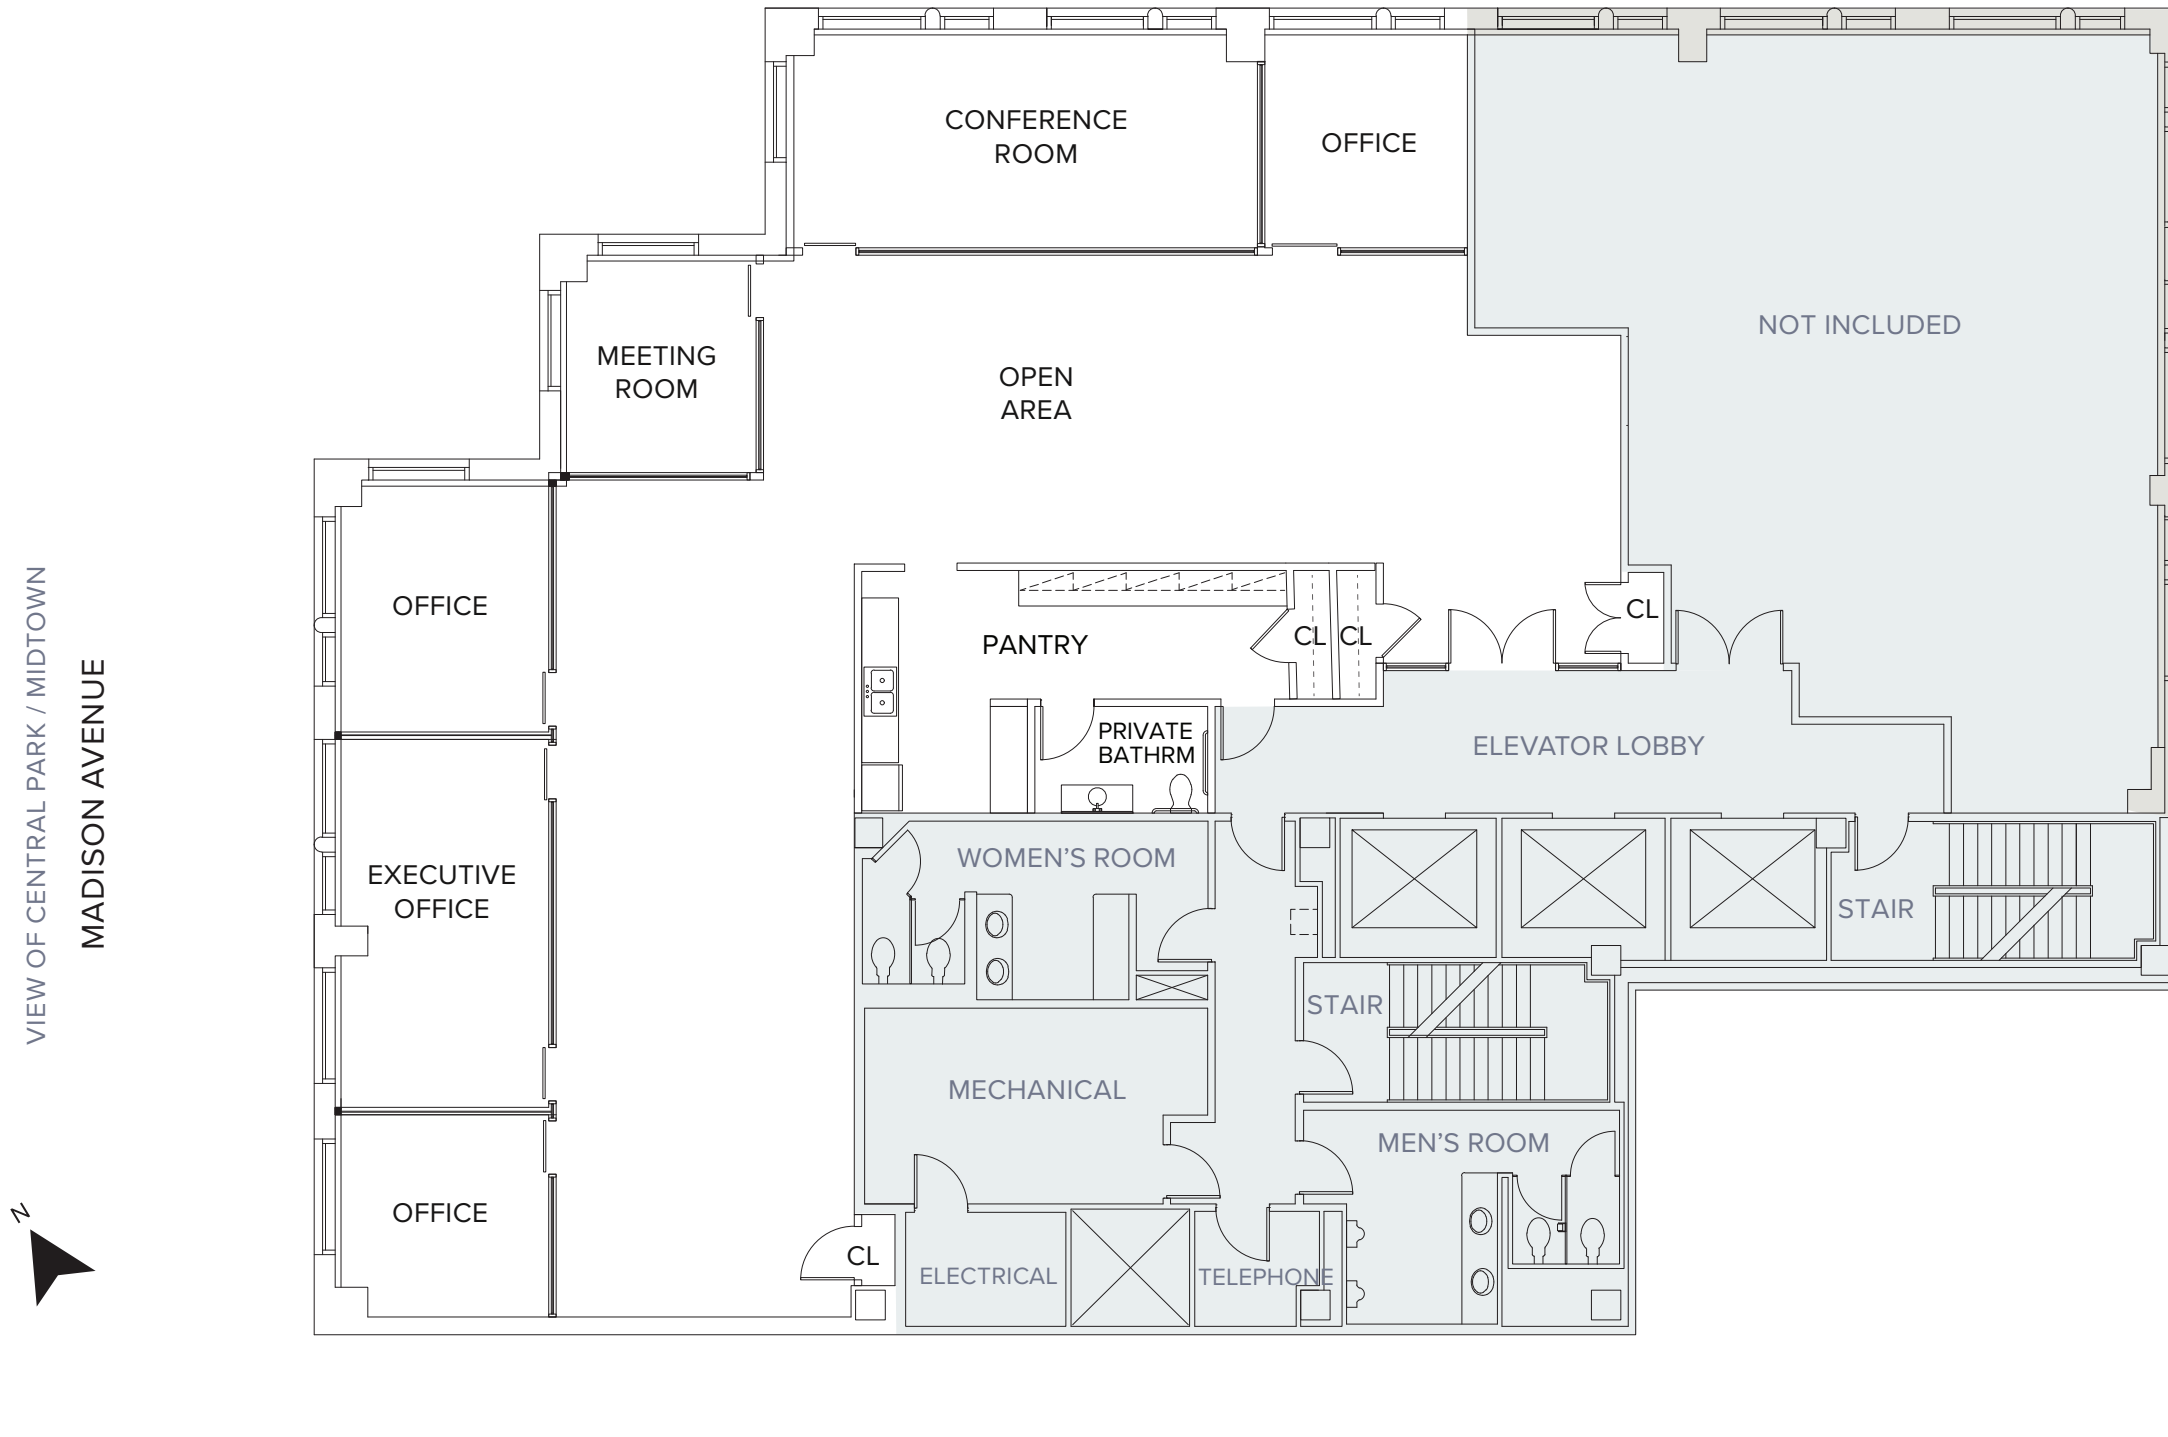 CONFERENCE
ROOM
OFFICE
NOT INCLUDED
MEETING
ROOM
OPEN
AREA
OFFICE
PANTRY
CL
CL
CL
PRIVATE
BATHRM
ELEVATOR LOBBY
VIEW OF CENTRAL PARK / MIDTOWN
MADISON AVENUE
EXECUTIVE
OFFICE
WOMEN’S ROOM
STAIR
STAIR
MECHANICAL
MEN’S ROOM
N
OFFICE
CL
ELECTRICAL
TELEPHONE